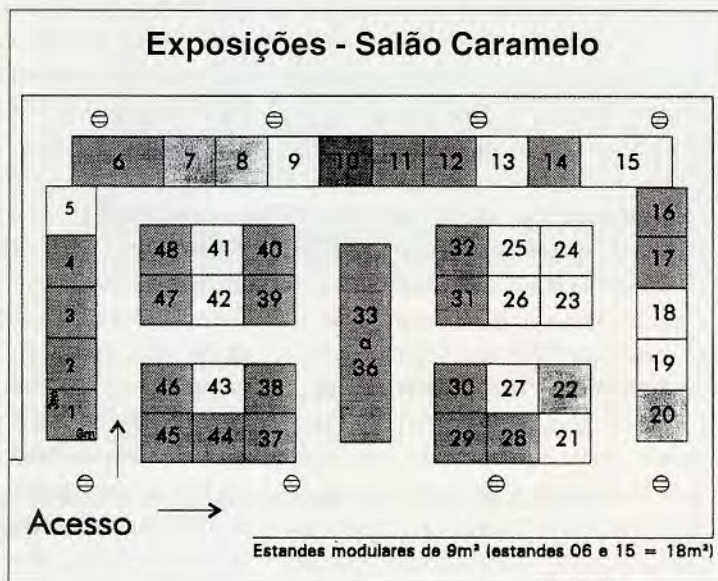 Exposições - Salão Caramelo
6 7 8 9 10 11 12 13 14 15
5
4
3
2
1
3m
3m
48 41 40
47 42 39
46 43 38
45 44 37
33
a
36
32 25 24
31 26 23
30 27 22
29 28 21
16
17
18
19
20
Acesso
Estandes modulares de 9m² (estandes 06 e 15 = 18m²)